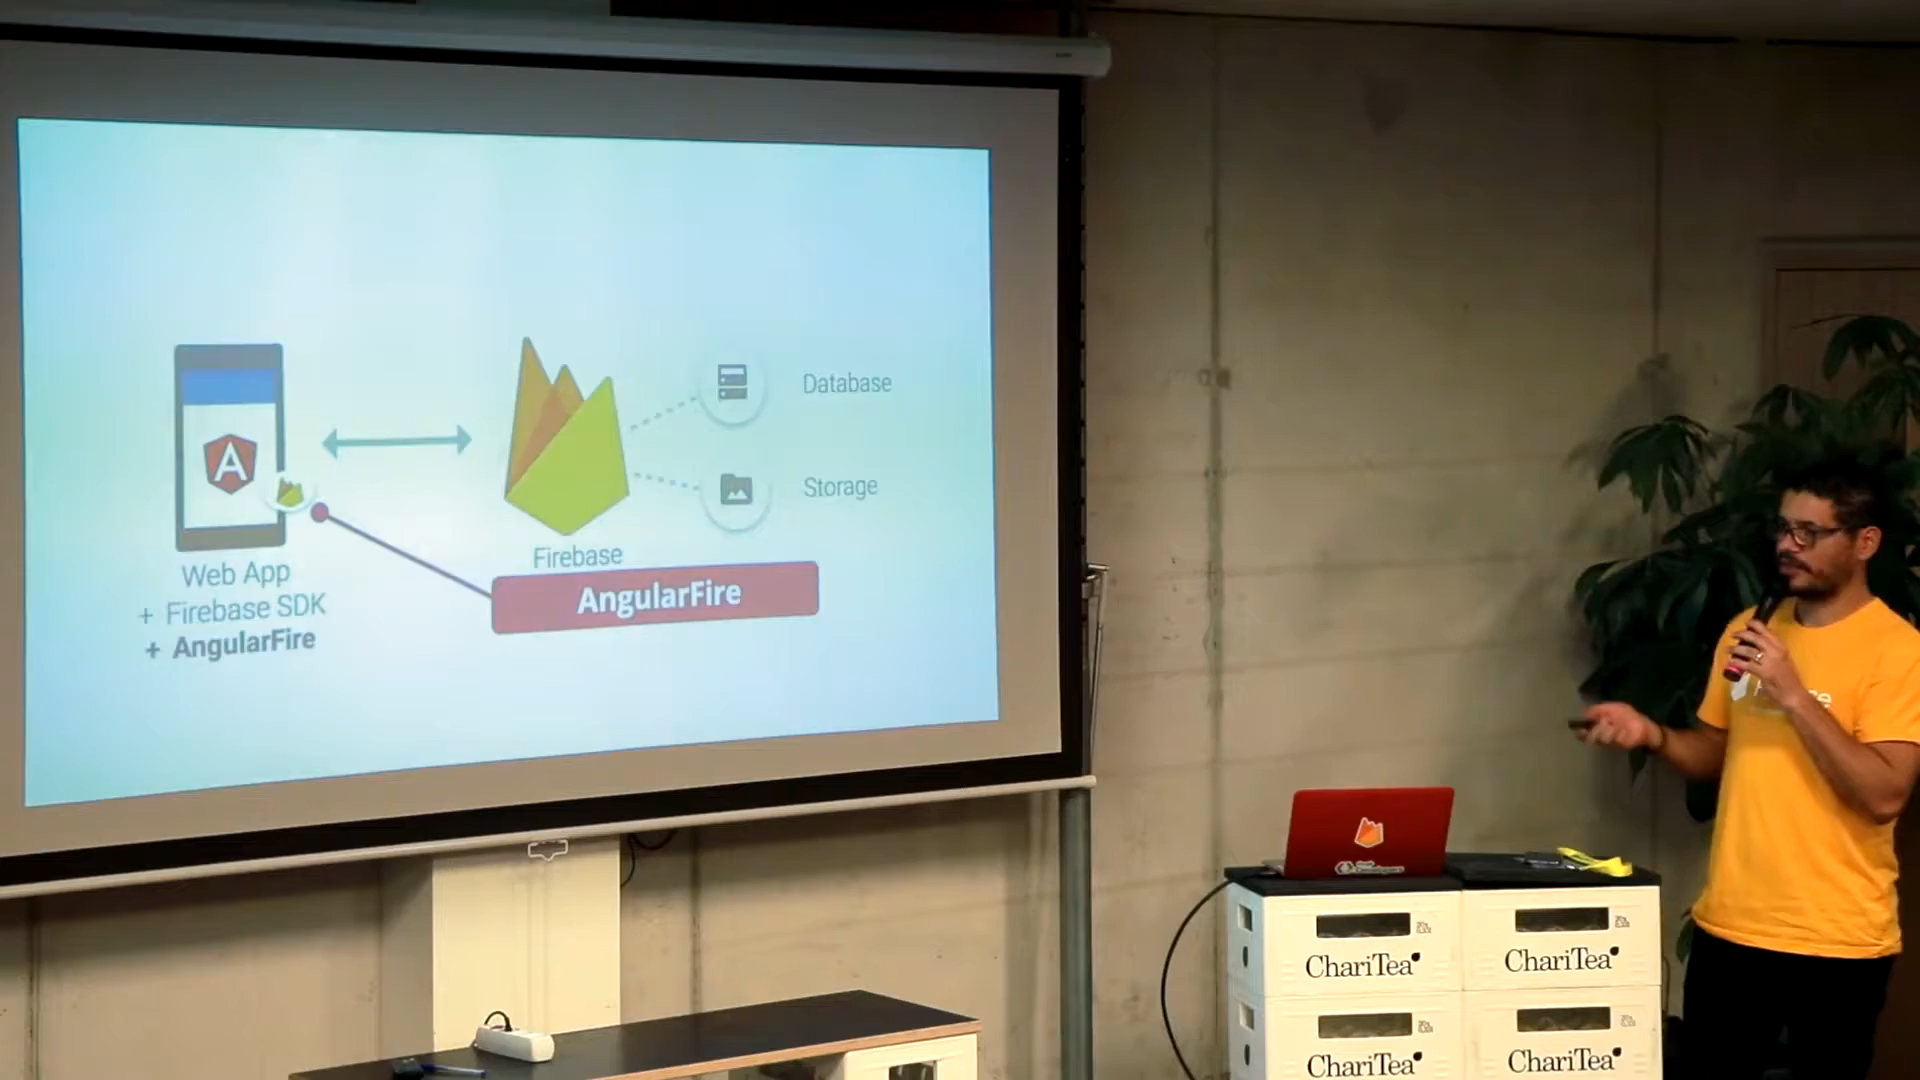 Database
Storage
Firebase
AngularFire
Web App
+ Firebase SDK
+ AngularFire
A
ChariTea
ChariTea
ChariTea
ChariTea